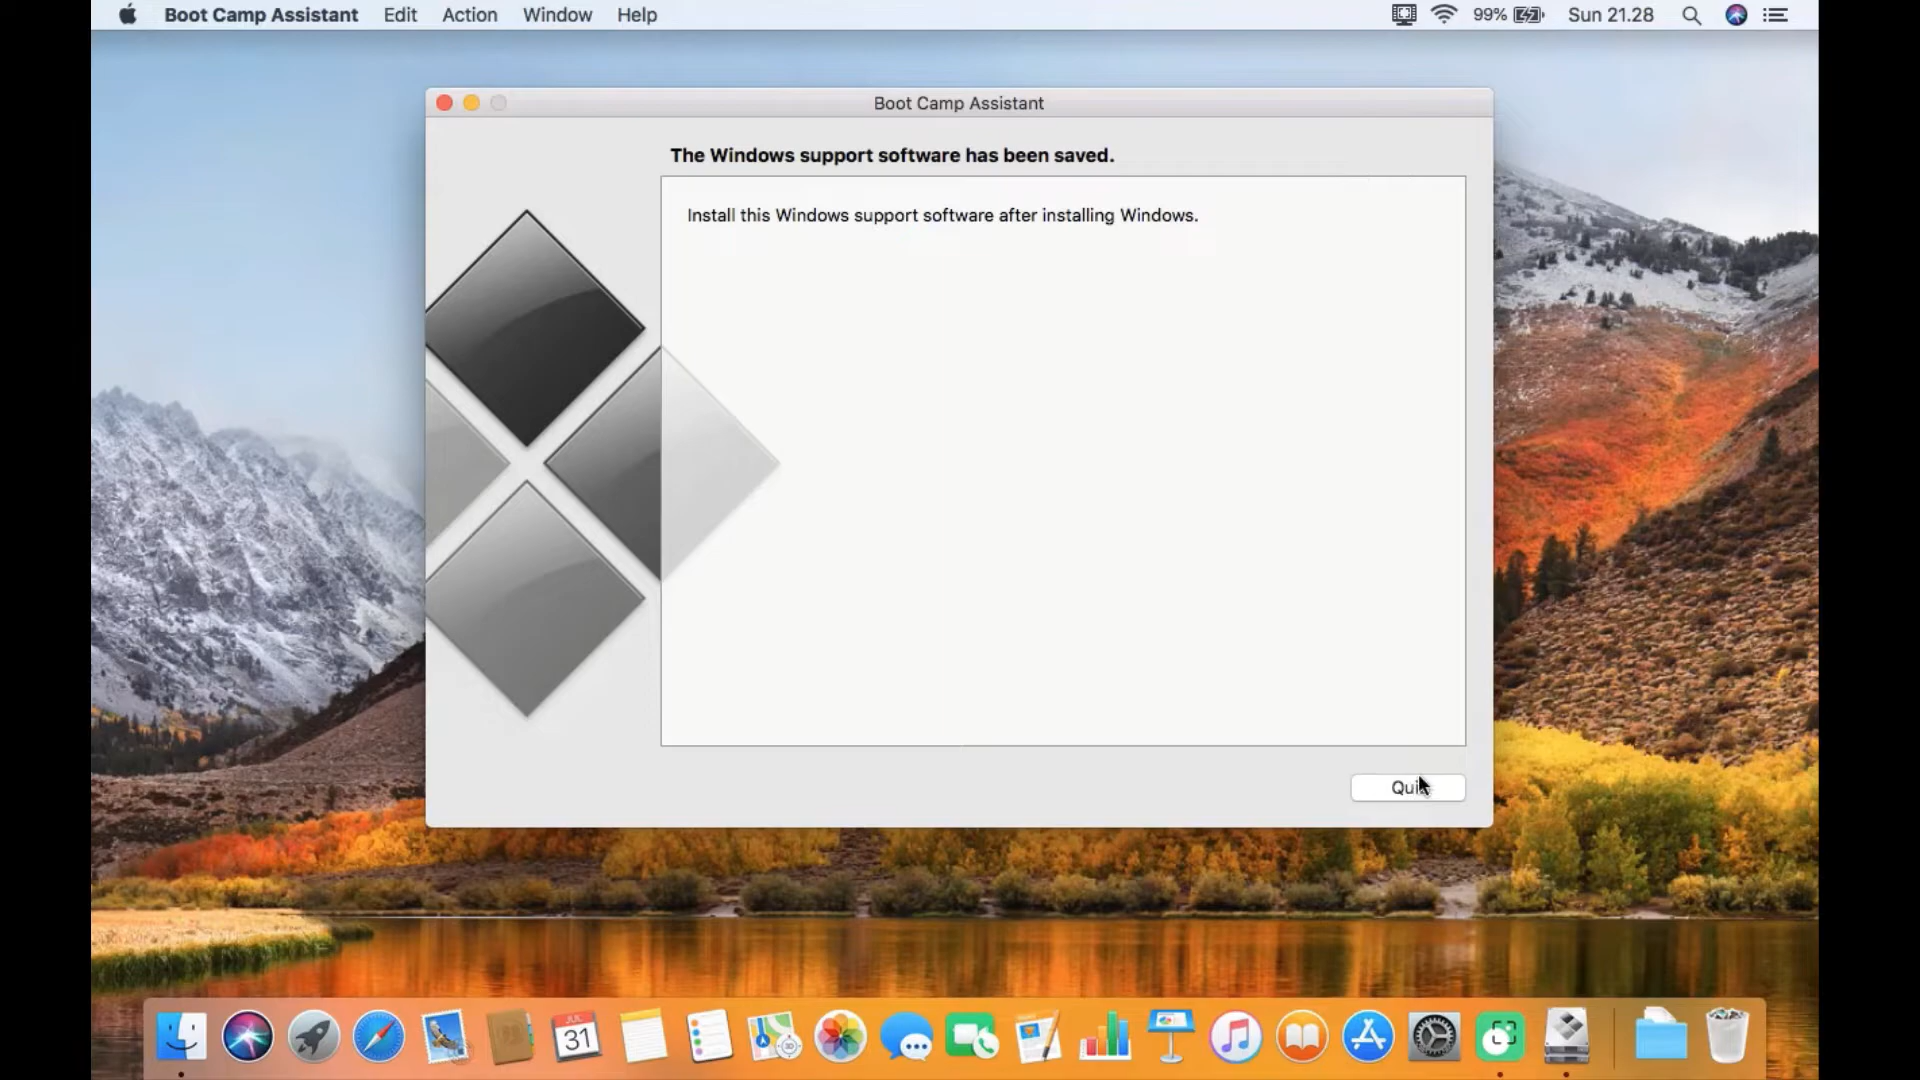 Boot Camp Assistant Edit Action Window Help 99% Sun 21.28
Boot Camp Assistant
The Windows support software has been saved.
Install this Windows support software after installing Windows.
JUL
31